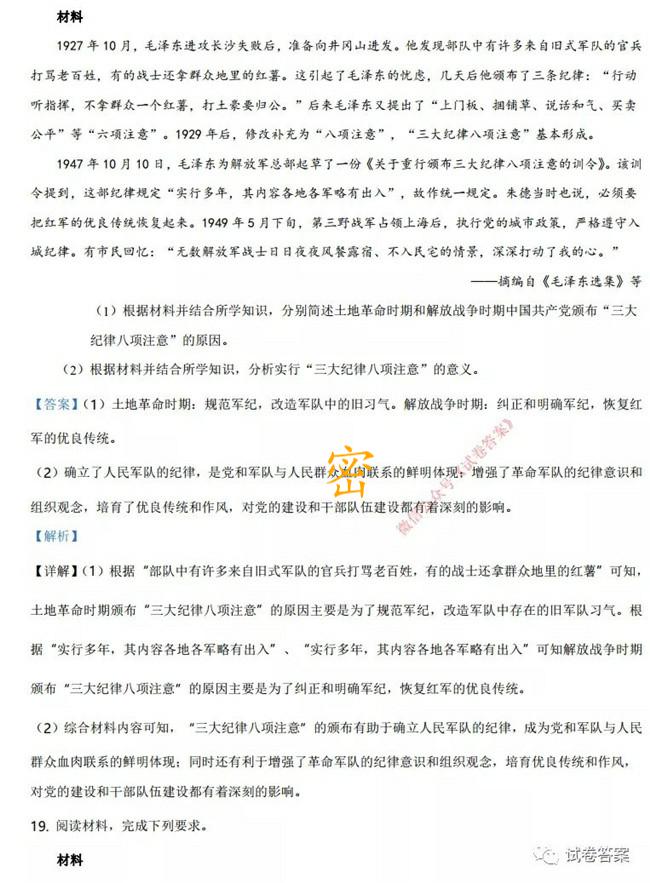 材料
1927年10月，毛泽东进攻长沙失败后，准备向井冈山进发。他发现部队中有许多来自旧式军队的官兵
打骂老百姓，有的战士还拿群众地里的红薯。这引起了毛泽东的忧虑，几天后他颁布了三条纪律：“行动
听指挥，不拿群众一个红薯，打土豪要归公。”后来毛泽东又提出了“上门板、捆铺草、说话和气、买卖
公平”等“六项注意”。1929年后，修改补充为“八项注意”，“三大纪律八项注意”基本形成。
1947年10月10日，毛泽东为解放军总部起草了一份《关于重行颁布三大纪律八项注意的训令》。该训
令提到，这部纪律规定“实行多年，其内容各地各军略有出入”，故作统一规定。朱德当时也说，必须要
把红军的优良传统恢复起来。1949年5月下旬，第三野战军占领上海后，执行党的城市政策，严格遵守入
城纪律。有市民回忆：“无数解放军战士日日夜夜风餐露宿、不入民宅的情景，深深打动了我的心。”
——摘编自《毛泽东选集》等
（1）根据材料并结合所学知识，分别简述土地革命时期和解放战争时期中国共产党颁布“三大
纪律八项注意”的原因。
（2）根据材料并结合所学知识，分析实行“三大纪律八项注意”的意义。
【答案】（1）土地革命时期：规范军纪，改造军队中的旧习气。解放战争时期：纠正和明确军纪，恢复红
军的优良传统。
（2）确立了人民军队的纪律，是党和军队与人民群众血肉联系的鲜明体现；增强了革命军队的纪律意识和
组织观念，培育了优良传统和作风，对党的建设和干部队伍建设都有着深刻的影响。
密
微信公众号《试卷答案》
【解析】
【详解】（1）根据“部队中有许多来自旧式军队的官兵打骂老百姓，有的战士还拿群众地里的红薯”可知，
土地革命时期颁布“三大纪律八项注意”的原因主要是为了规范军纪，改造军队中存在的旧军队习气。根
据“实行多年，其内容各地各军略有出入”、“实行多年，其内容各地各军略有出入”可知解放战争时期
颁布“三大纪律八项注意”的原因主要是为了纠正和明确军纪，恢复红军的优良传统。
（2）综合材料内容可知，“三大纪律八项注意”的颁布有助于确立人民军队的纪律，成为党和军队与人民
群众血肉联系的鲜明体现；同时还有利于增强了革命军队的纪律意识和组织观念，培育优良传统和作风，
对党的建设和干部队伍建设都有着深刻的影响。
19. 阅读材料，完成下列要求。
材料
试卷答案